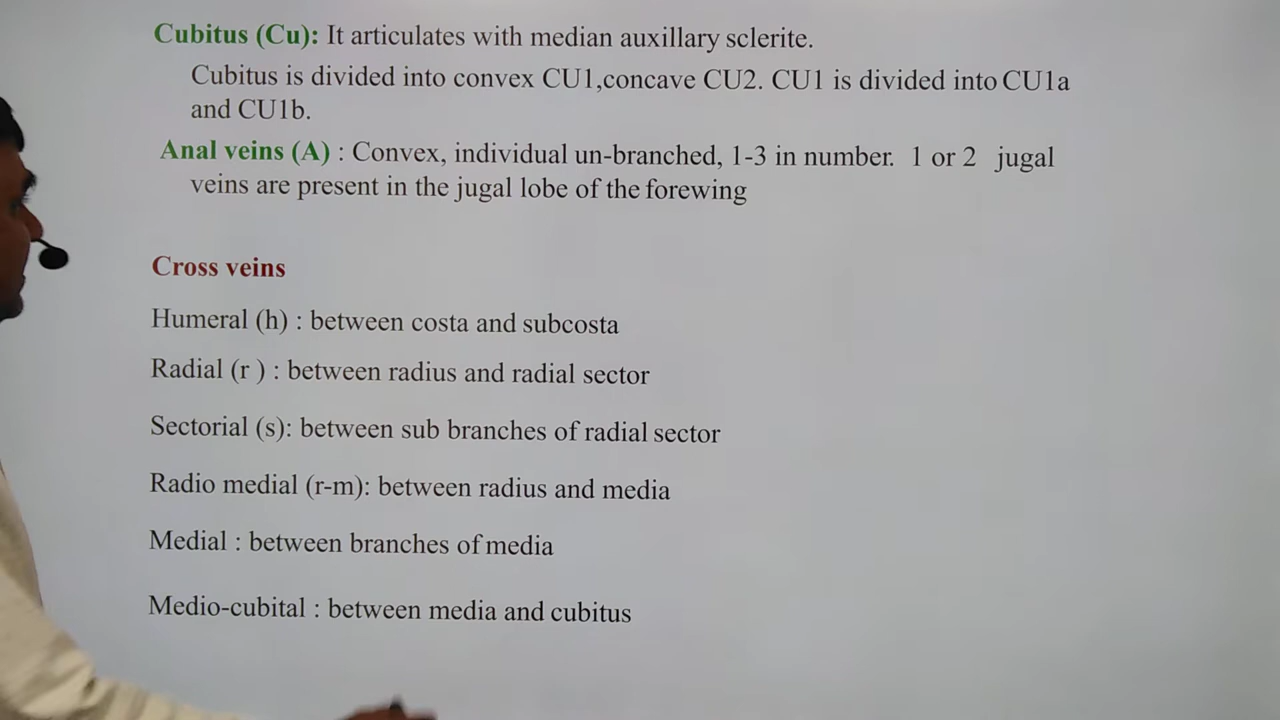 Cubitus (Cu): It articulates with median auxillary sclerite.
Cubitus is divided into convex CU1,concave CU2. CU1 is divided into CU1a
and CU1b.
Anal veins (A) : Convex, individual un-branched, 1-3 in number. 1 or 2 jugal
veins are present in the jugal lobe of the forewing
Cross veins
Humeral (h) : between costa and subcosta
Radial (r ) : between radius and radial sector
Sectorial (s): between sub branches of radial sector
Radio medial (r-m): between radius and media
Medial : between branches of media
Medio-cubital : between media and cubitus